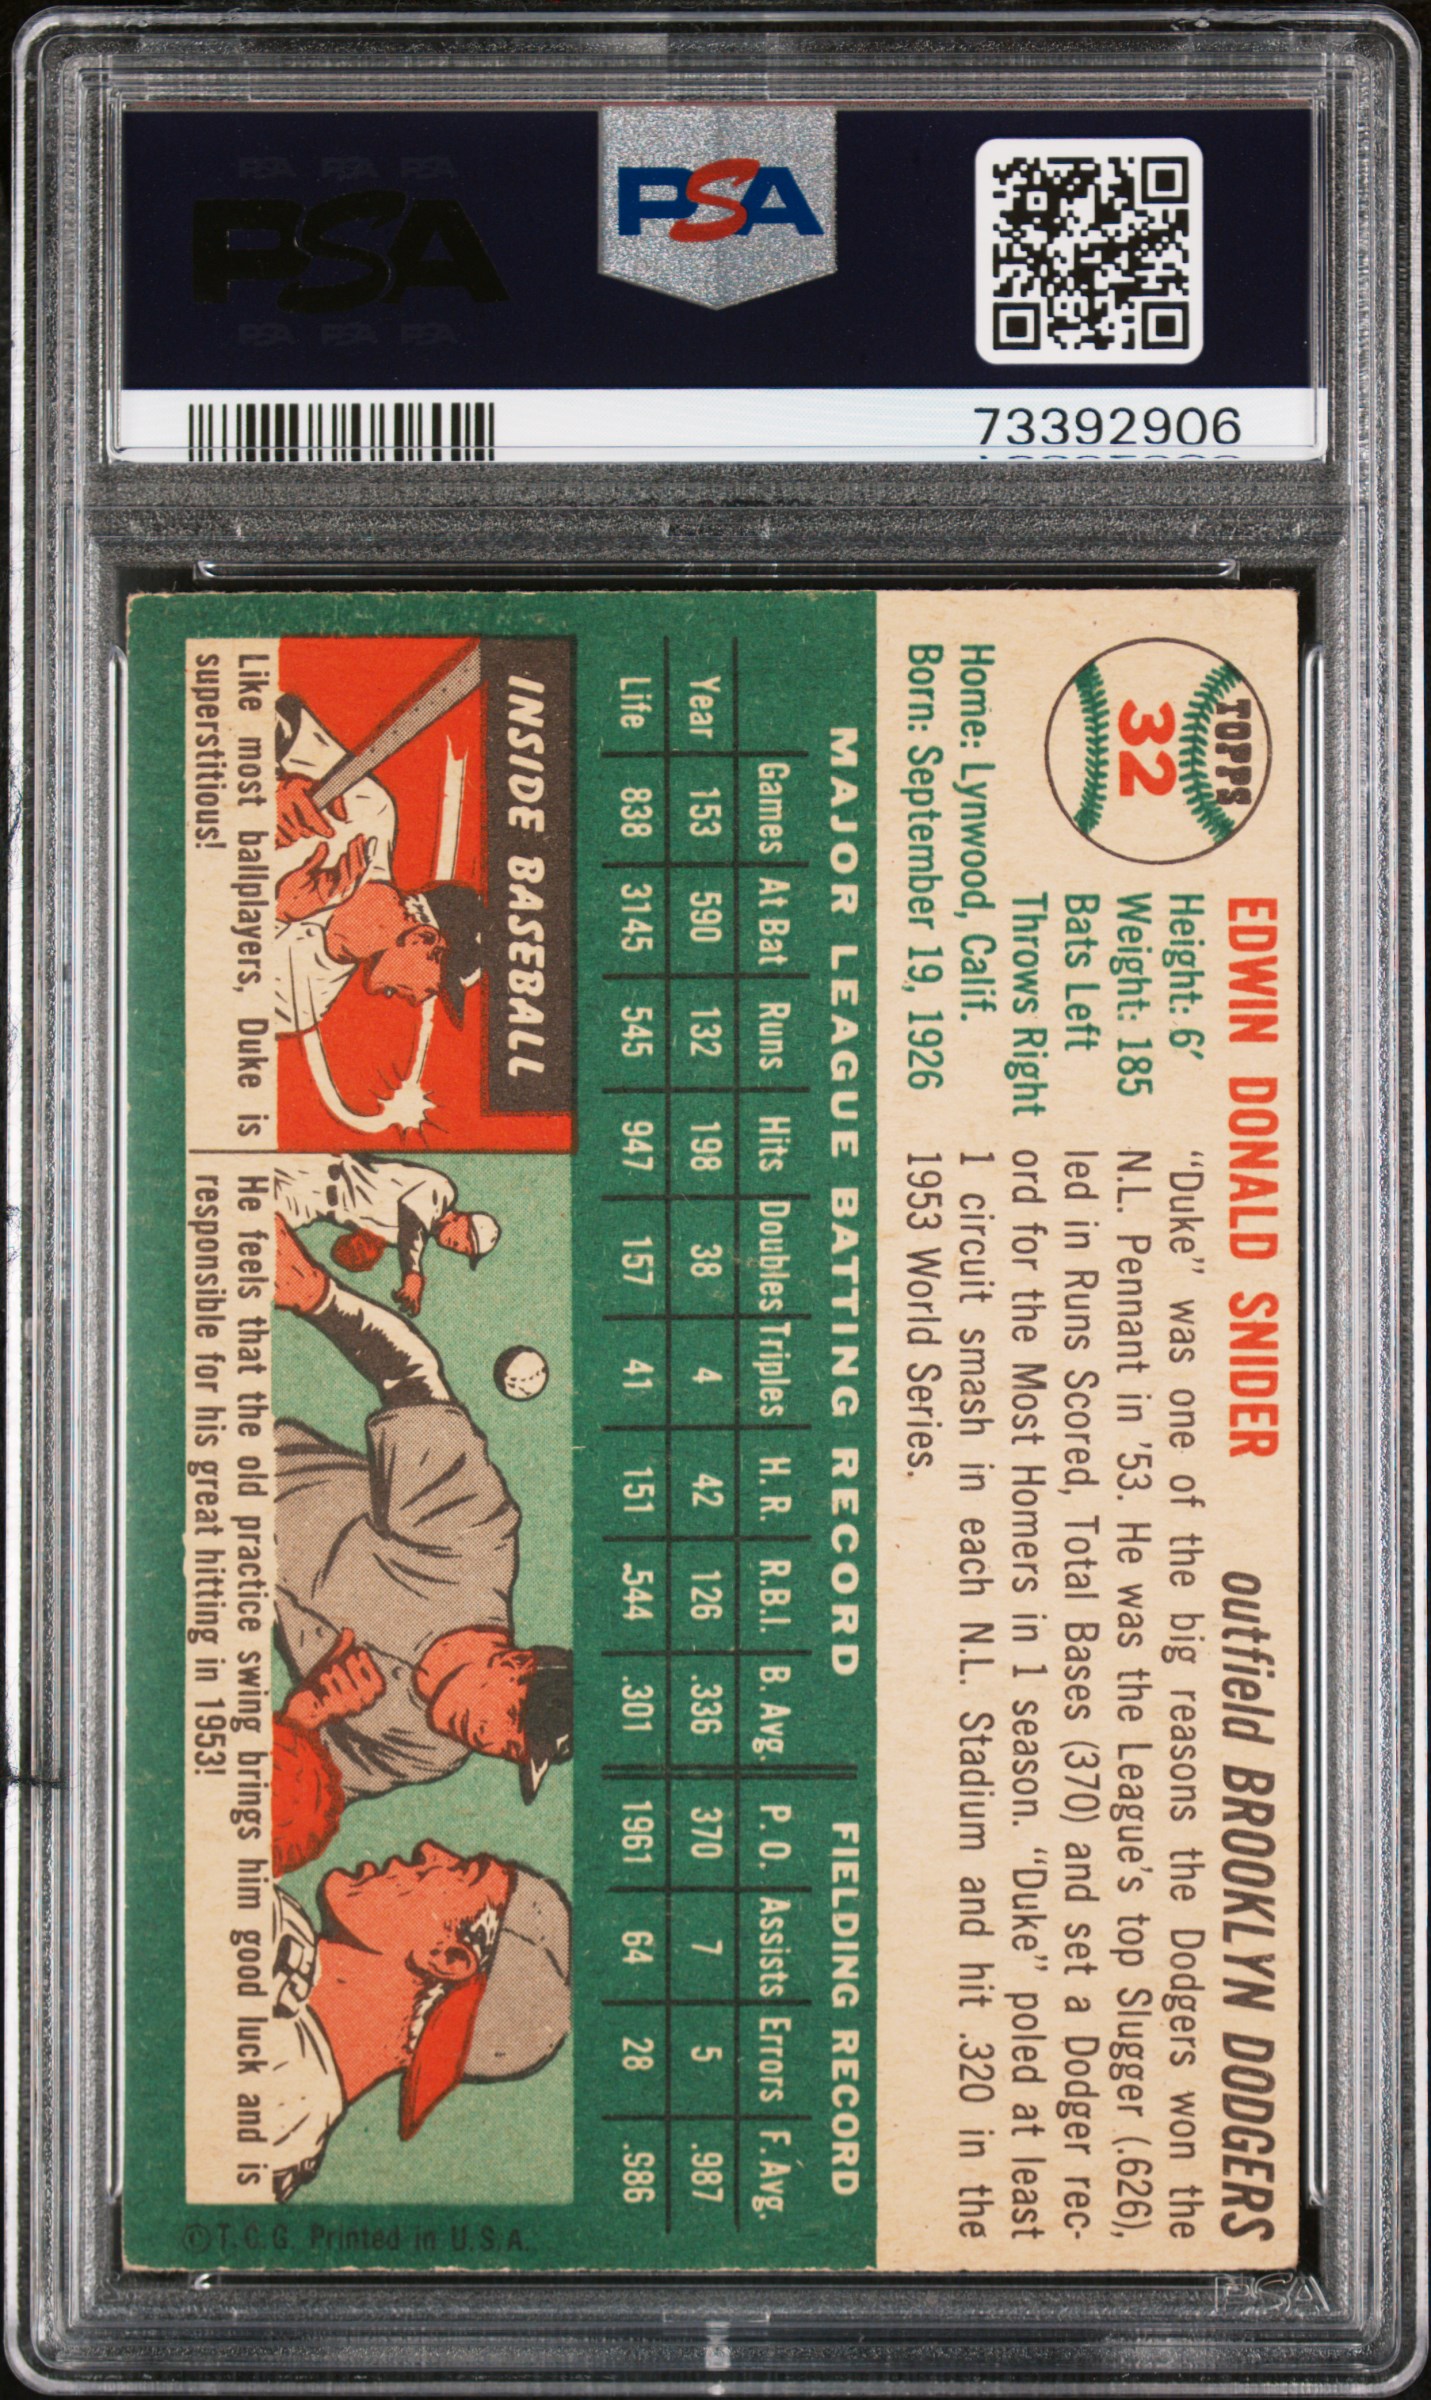 PSA PSA PSA
PSA
PSA PSA PSA
PSA
73392906
TOPPS
32
EDWIN DONALD SNIDER outfield BROOKLYN DODGERS
Height: 6'
Weight: 185
Bats Left
Throws Right
Home: Lynwood, Calif.
Born: September 19, 1926
"Duke" was one of the big reasons the Dodgers won the
N.L. Pennant in '53. He was the League's top Slugger (.626),
led in Runs Scored, Total Bases (370) and set a Dodger rec-
ord for the Most Homers in 1 season. "Duke" poled at least
1 circuit smash in each N.L. Stadium and hit .320 in the
1953 World Series.
MAJOR LEAGUE BATTING RECORD FIELDING RECORD
Games At Bat Runs Hits Doubles Triples H. R. R.B.I. B. Avg. P. O. Assists Errors F. Avg.
Year 153 590 132 198 38 4 42 126 .336 370 7 5 .987
Life 838 3145 545 947 157 41 151 .544 .301 1961 64 28 .986
INSIDE BASEBALL
Like most ballplayers, Duke is
superstitious!
He feels that the old practice swing brings him good luck and is
responsible for his great hitting in 1953!
©T.C.G. Printed in U.S.A.
PSA